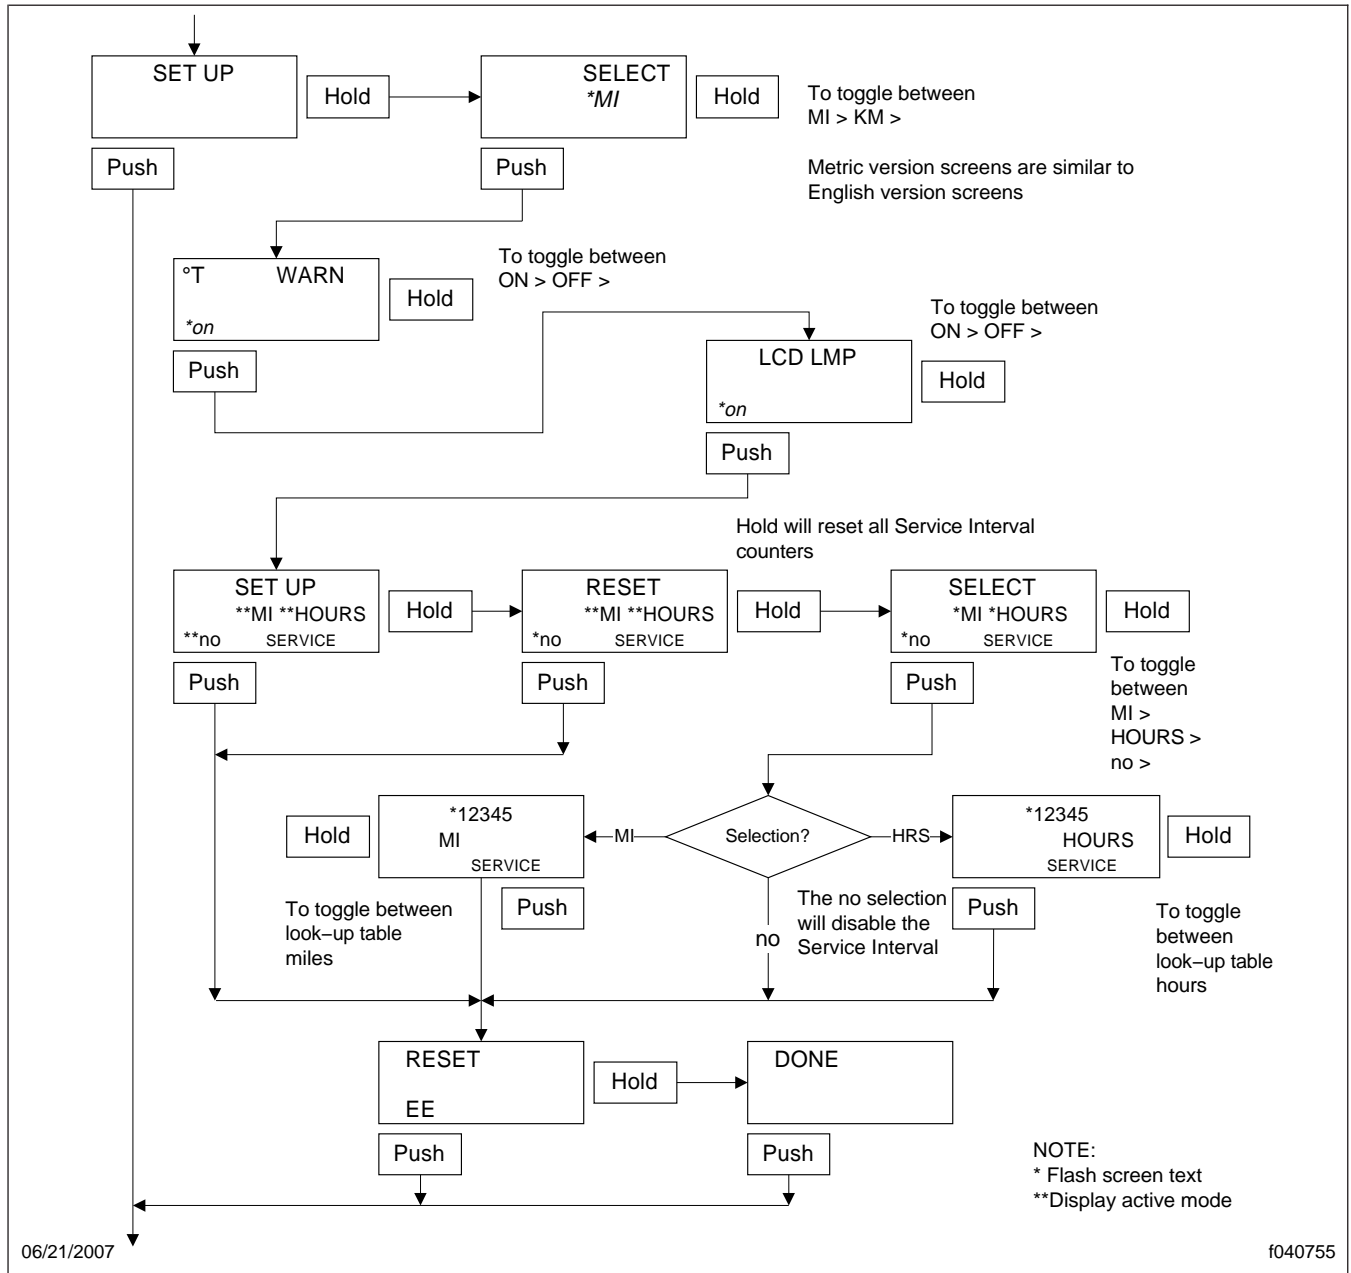 SET UP
Hold
SELECT
*MI
Hold
To toggle between
MI > KM >
Push
Push
Metric version screens are similar to
English version screens
°T WARN
*on
Hold
To toggle between
ON > OFF >
Push
To toggle between
ON > OFF >
LCD LMP
*on
Hold
Push
Hold will reset all Service Interval
counters
SET UP
**MI **HOURS
**no SERVICE
Hold
RESET
**MI **HOURS
*no SERVICE
Hold
SELECT
*MI *HOURS
*no SERVICE
Hold
Push
Push
Push
To toggle
between
MI >
HOURS >
no >
Hold
*12345
MI
SERVICE
MI
Selection?
HRS
*12345
HOURS
SERVICE
Hold
To toggle between
look−up table
miles
Push
no
The no selection
will disable the
Service Interval
Push
To toggle
between
look−up table
hours
RESET
EE
Hold
DONE
Push
Push
NOTE:
* Flash screen text
**Display active mode
06/21/2007
f040755